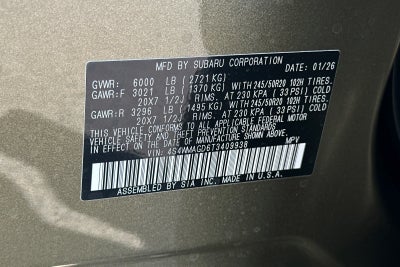 MFD BY SUBARU CORPORATION DATE: 01/26
GVWR: 6000 LB (2721 KG)
GAWR:F 3021 LB (1370 KG) WITH 245/50R20 102H TIRES.
20X7 1/2J RIMS. AT 230 KPA (33 PSI) COLD
GAWR:R 3296 LB (1495 KG) WITH 245/50R20 102H TIRES.
20X7 1/2J RIMS. AT 230 KPA (33 PSI) COLD
THIS VEHICLE CONFORMS TO ALL APPLICABLE FEDERAL MOTOR
VEHICLE SAFETY AND THEFT PREVENTION STANDARDS
IN EFFECT ON THE DATE OF MANUFACTURE SHOWN ABOVE.
VIN: 4S4WMAGD6T3409938 MPV
ASSEMBLED BY SIA INC. MADE IN U.S.A.